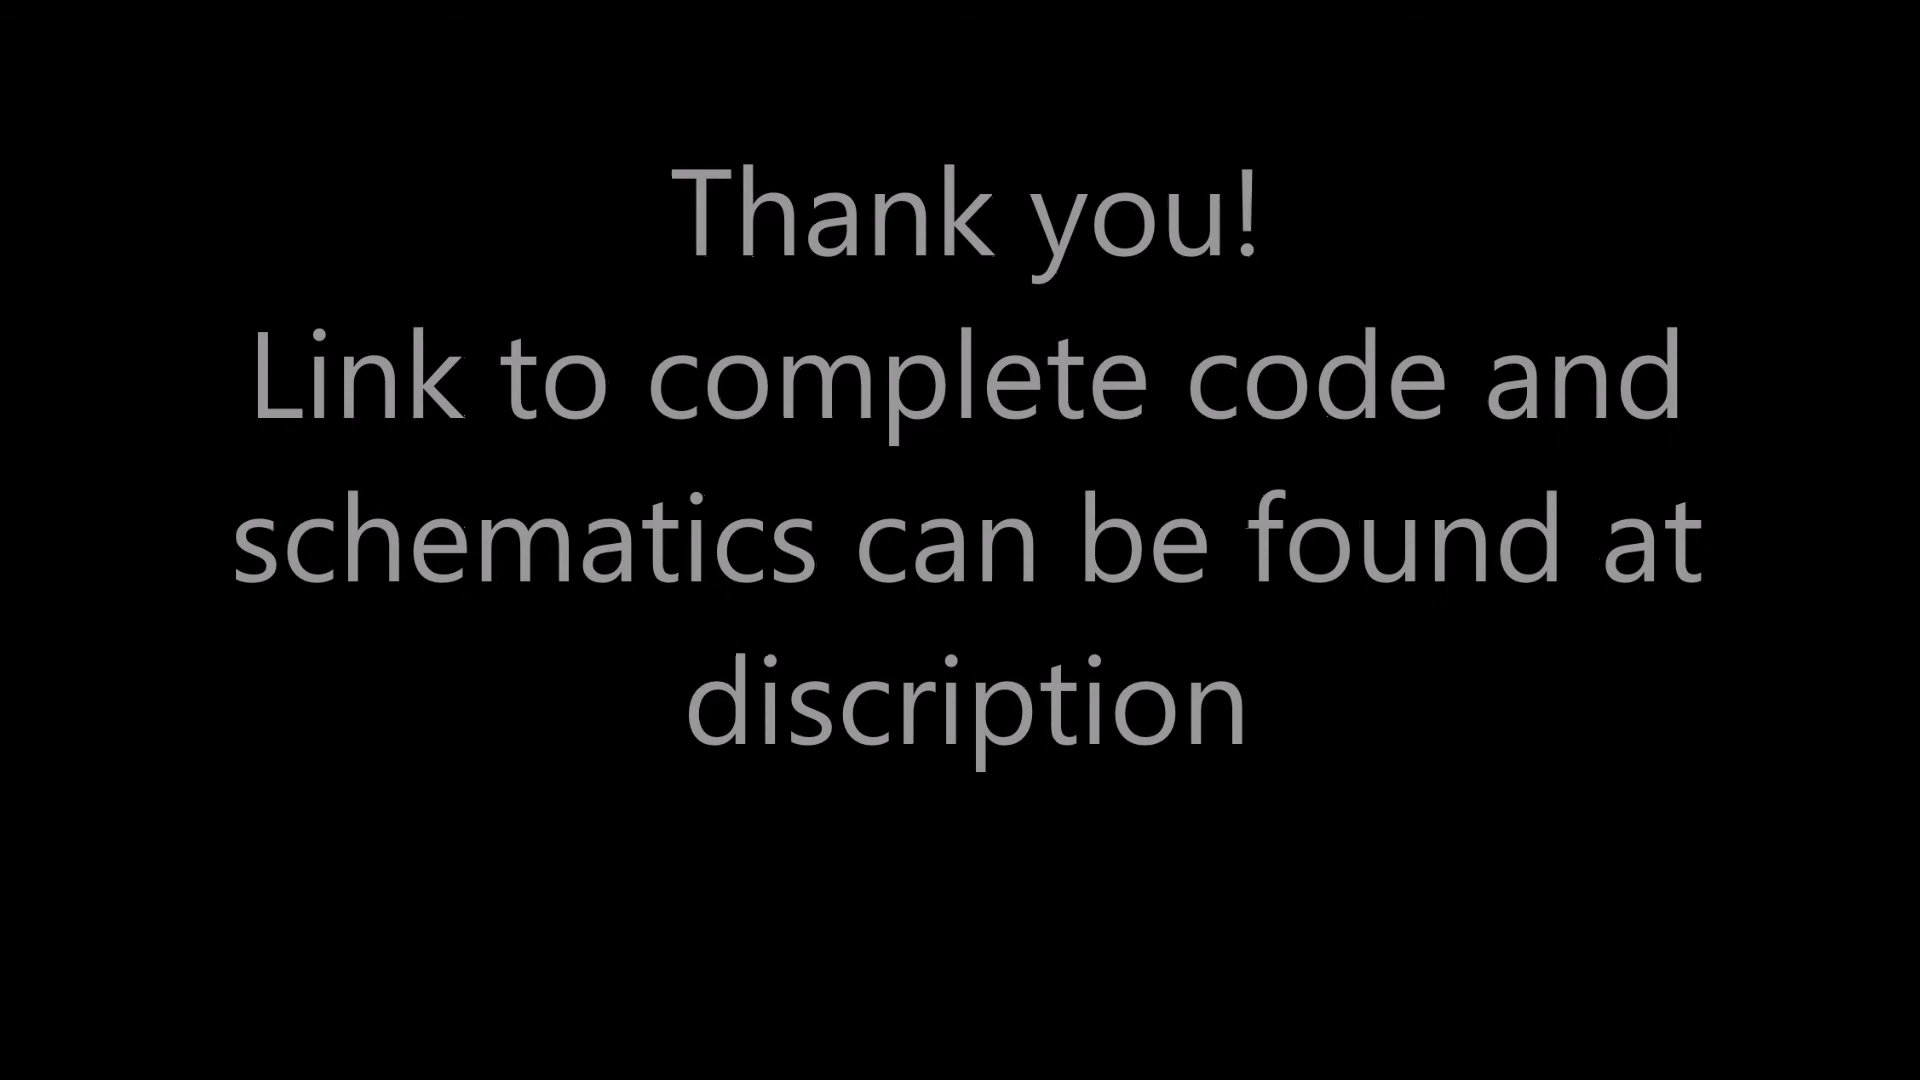 Thank you!
Link to complete code and
schematics can be found at
discription